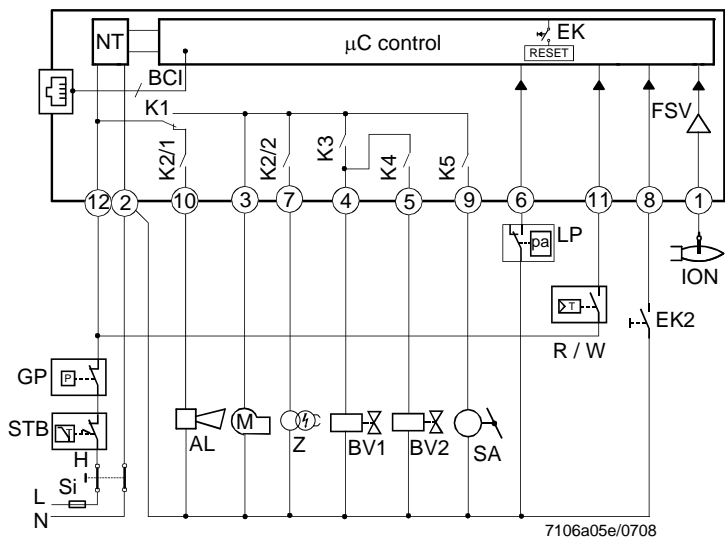 NT
µC control
EK
RESET
BCI
FSV
K1
K2/1
K2/2
K3
K4
K5
12
2
10
3
7
4
5
9
6
11
8
1
LP
pa
ION
T
EK2
R / W
GP
P
STB
T
M
AL
Z
BV1
BV2
SA
H
Si
L
N
7106a05e/0708